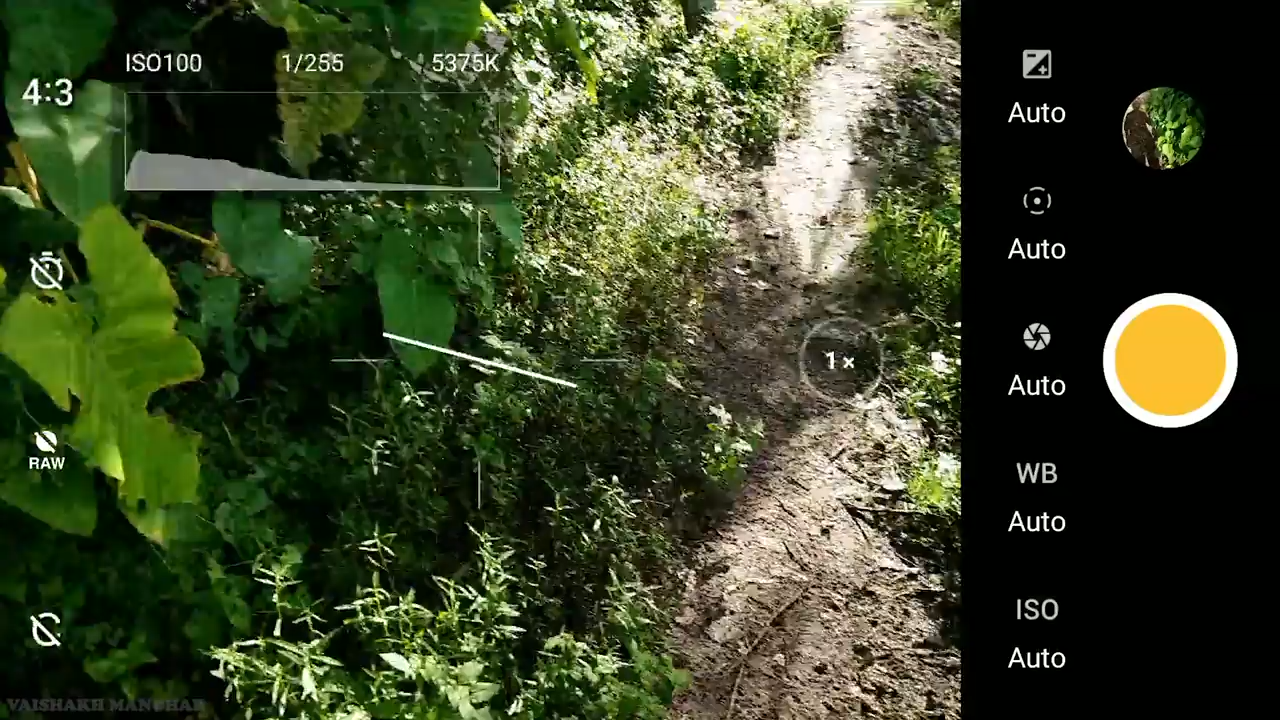 ISO100 1/255 5375K
4:3
RAW
1×
Auto
Auto
Auto
WB
Auto
ISO
Auto
VAISHAKH MANOHAR